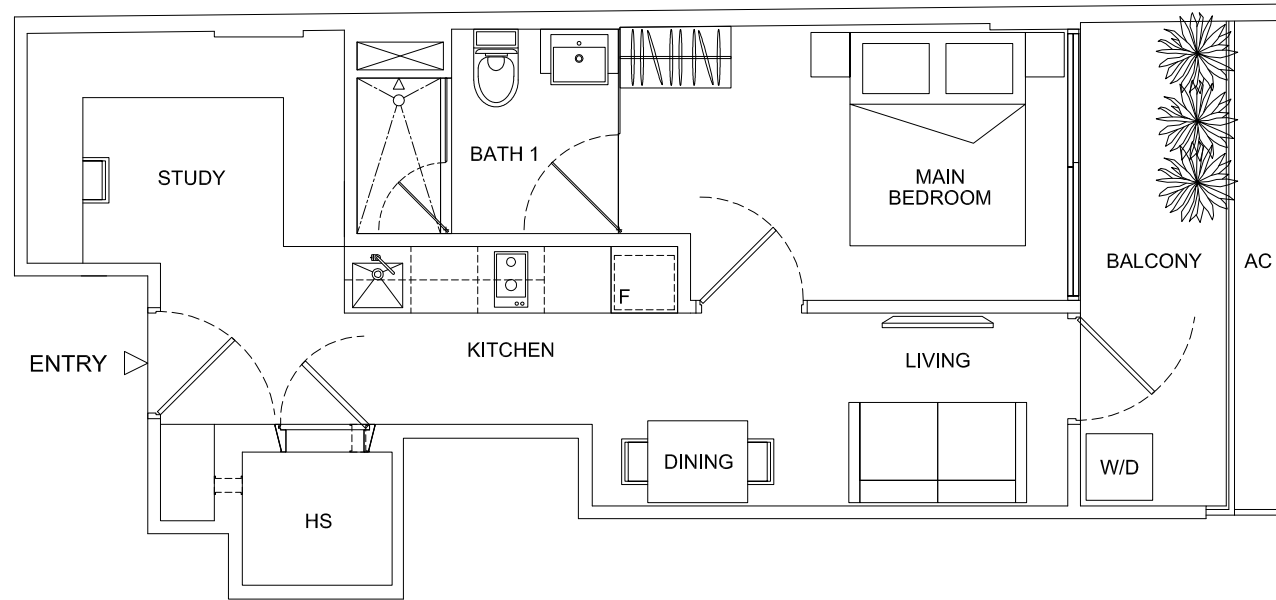 STUDY
BATH 1
MAIN
BEDROOM
BALCONY
AC
F
ENTRY
KITCHEN
LIVING
DINING
W/D
HS